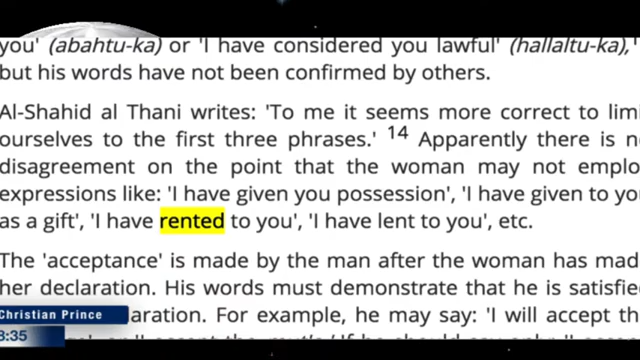 you' (abahtu-ka) or 'I have considered you lawful' (hallaltu-ka),'
but his words have not been confirmed by others.
Al-Shahid al Thani writes: 'To me it seems more correct to limi
ourselves to the first three phrases.' 14 Apparently there is n
disagreement on the point that the woman may not emplo
expressions like: 'I have given you possession', 'I have given to yo
as a gift', 'I have rented to you', 'I have lent to you', etc.
The 'acceptance' is made by the man after the woman has mad
her declaration. His words must demonstrate that he is satisfie
Christian Prince
laration. For example, he may say: 'I will accept th
8:35